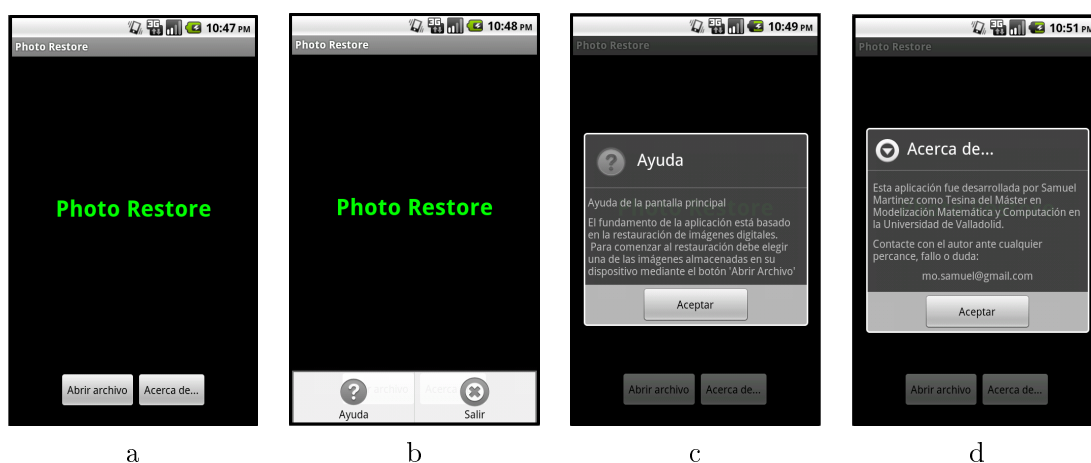 10:47 PM
Photo Restore
Photo Restore
Abrir archivo
Acerca de...
a
10:48 PM
Photo Restore
Photo Restore
Ayuda
Salir
b
10:49 PM
Photo Restore
Ayuda
Ayuda de la pantalla principal
El fundamento de la aplicación está basado
en la restauración de imágenes digitales.
Para comenzar al restauración debe elegir
una de las imágenes almacenadas en su
dispositivo mediante el botón 'Abrir Archivo'
Aceptar
Abrir archivo
Acerca de...
c
10:51 PM
Photo Restore
Acerca de...
Esta aplicación fue desarrollada por Samuel
Martinez como Tesina del Máster en
Modelización Matemática y Computación en
la Universidad de Valladolid.
Contacte con el autor ante cualquier
percance, fallo o duda:
mo.samuel@gmail.com
Aceptar
Abrir archivo
Acerca de...
d